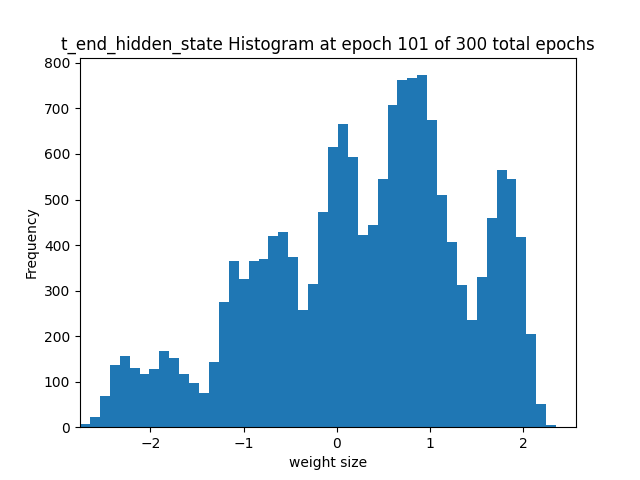 t_end_hidden_state Histogram at epoch 101 of 300 total epochs
800
700
600
500
400
300
200
100
0
Frequency
−2 −1 0 1 2
weight size